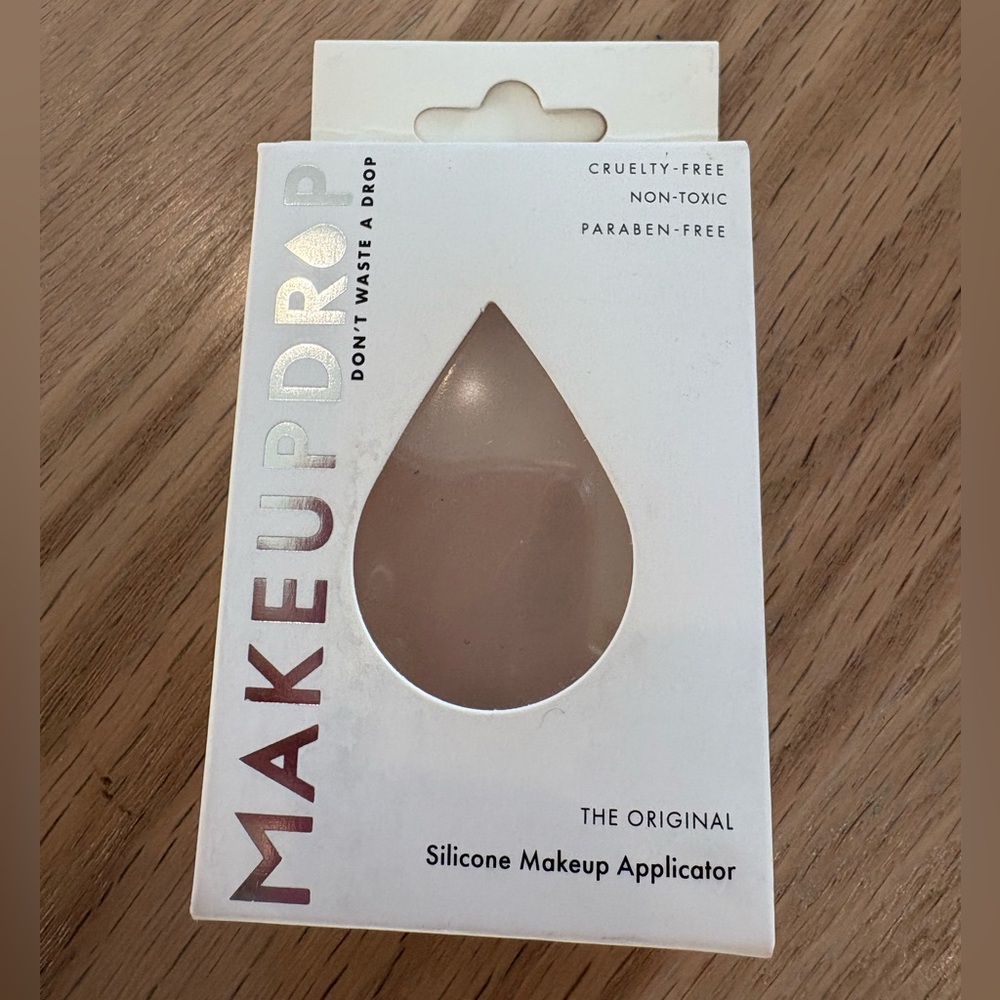 MAKEUPDROP
DON'T WASTE A DROP
CRUELTY-FREE
NON-TOXIC
PARABEN-FREE
THE ORIGINAL
Silicone Makeup Applicator